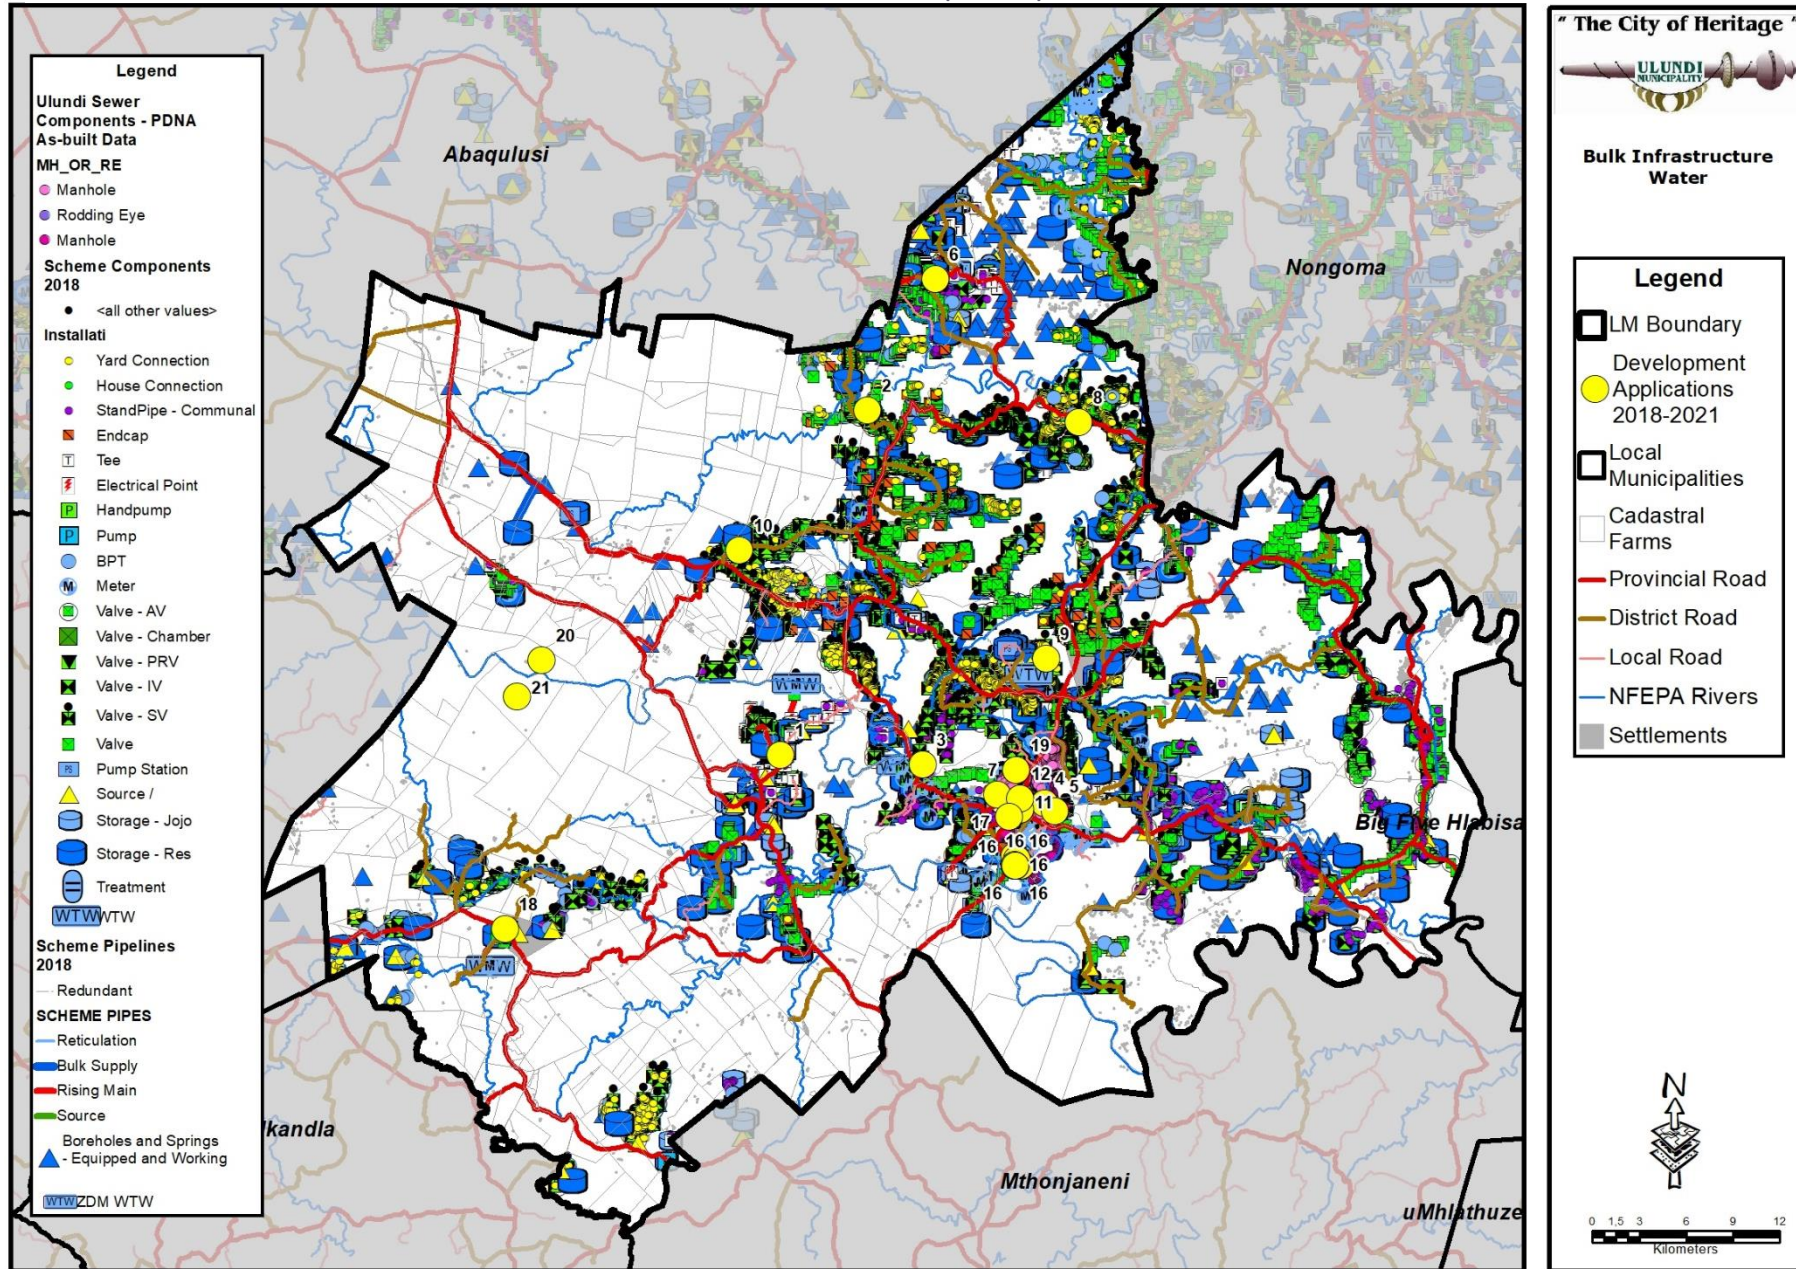 Legend
Ulundi Sewer
Components - PDNA
As-built Data
MH_OR_RE
Manhole
Rodding Eye
Manhole
Scheme Components
2018
<all other values>
Installati
Yard Connection
House Connection
StandPipe - Communal
Endcap
T Tee
Electrical Point
P Handpump
P Pump
BPT
M Meter
Valve - AV
Valve - Chamber
Valve - PRV
Valve - IV
Valve - SV
Valve
PS Pump Station
Source /
Storage - Jojo
Storage - Res
Treatment
WTW WTW
Scheme Pipelines
2018
Redundant
SCHEME PIPES
Reticulation
Bulk Supply
Rising Main
Source
Boreholes and Springs
- Equipped and Working
WTW ZDM WTW
Abaqulusi
Nongoma
6
2
8
10
9
20
21
WMW
WTW
1
3
19
7
12
4
5
11
17
16
16
16
16
16
16
18
WMW
Big Five Hlabisa
lkandla
Mthonjaneni
uMhlathuze
" The City of Heritage "
ULUNDI
MUNICIPALITY
Bulk Infrastructure
Water
Legend
LM Boundary
Development
Applications
2018-2021
Local
Municipalities
Cadastral
Farms
Provincial Road
District Road
Local Road
NFEPA Rivers
Settlements
N
0 1,5 3 6 9 12
Kilometers